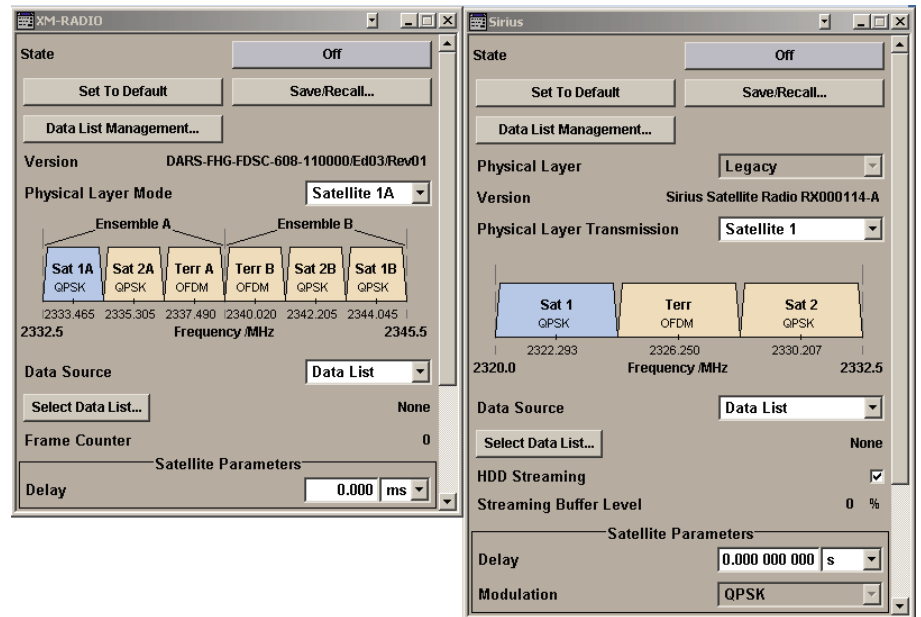 XM-RADIO
State Off
Set To Default Save/Recall...
Data List Management...
Version DARS-FHG-FDSC-608-110000/Ed03/Rev01
Physical Layer Mode Satellite 1A
Ensemble A Ensemble B
Sat 1A Sat 2A Terr A Terr B Sat 2B Sat 1B
QPSK QPSK OFDM OFDM QPSK QPSK
2333.465 2335.305 2337.490 2340.020 2342.205 2344.045
2332.5 Frequency /MHz 2345.5
Data Source Data List
Select Data List... None
Frame Counter 0
Satellite Parameters
Delay 0.000 ms
Sirius
State Off
Set To Default Save/Recall...
Data List Management...
Physical Layer Legacy
Version Sirius Satellite Radio RX000114-A
Physical Layer Transmission Satellite 1
Sat 1 Terr Sat 2
QPSK OFDM QPSK
2322.293 2326.250 2330.207
2320.0 Frequency /MHz 2332.5
Data Source Data List
Select Data List... None
HDD Streaming
Streaming Buffer Level 0 %
Satellite Parameters
Delay 0.000 000 000 s
Modulation QPSK